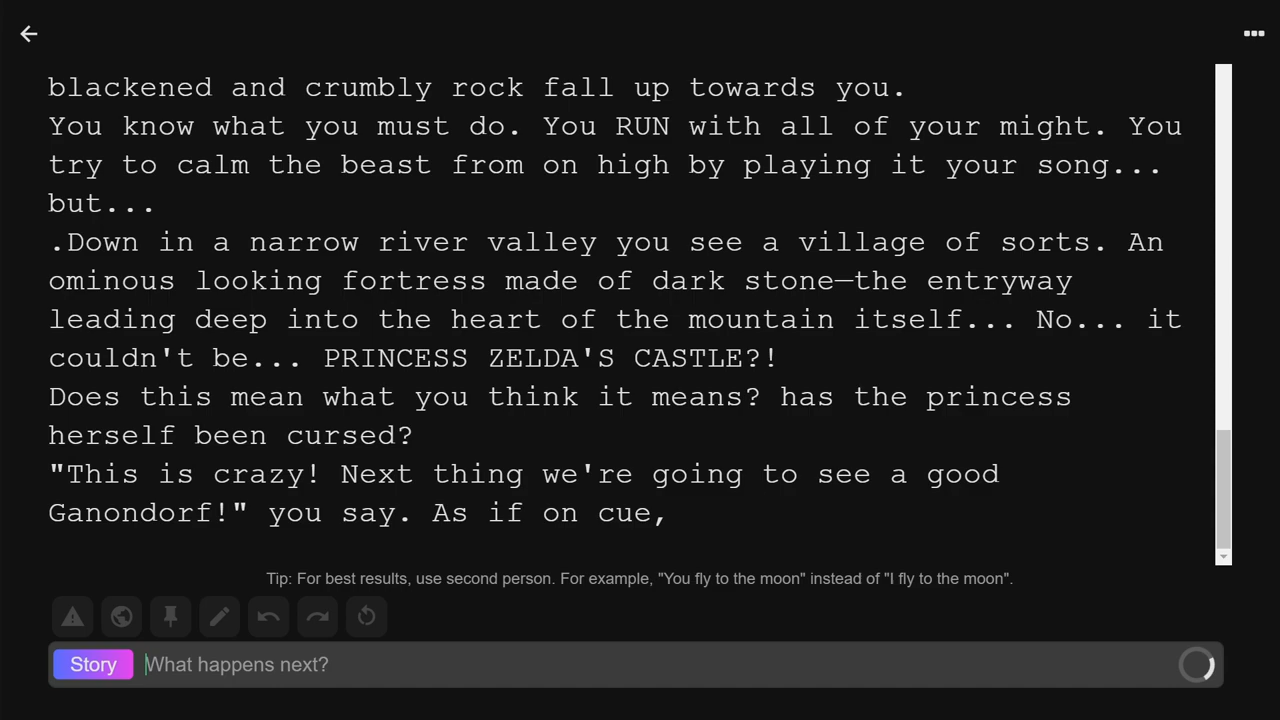 blackened and crumbly rock fall up towards you.
You know what you must do. You RUN with all of your might. You
try to calm the beast from on high by playing it your song...
but...
.Down in a narrow river valley you see a village of sorts. An
ominous looking fortress made of dark stone—the entryway
leading deep into the heart of the mountain itself... No... it
couldn't be... PRINCESS ZELDA'S CASTLE?!
Does this mean what you think it means? has the princess
herself been cursed?
"This is crazy! Next thing we're going to see a good
Ganondorf!" you say. As if on cue,
Tip: For best results, use second person. For example, "You fly to the moon" instead of "I fly to the moon".
Story What happens next?